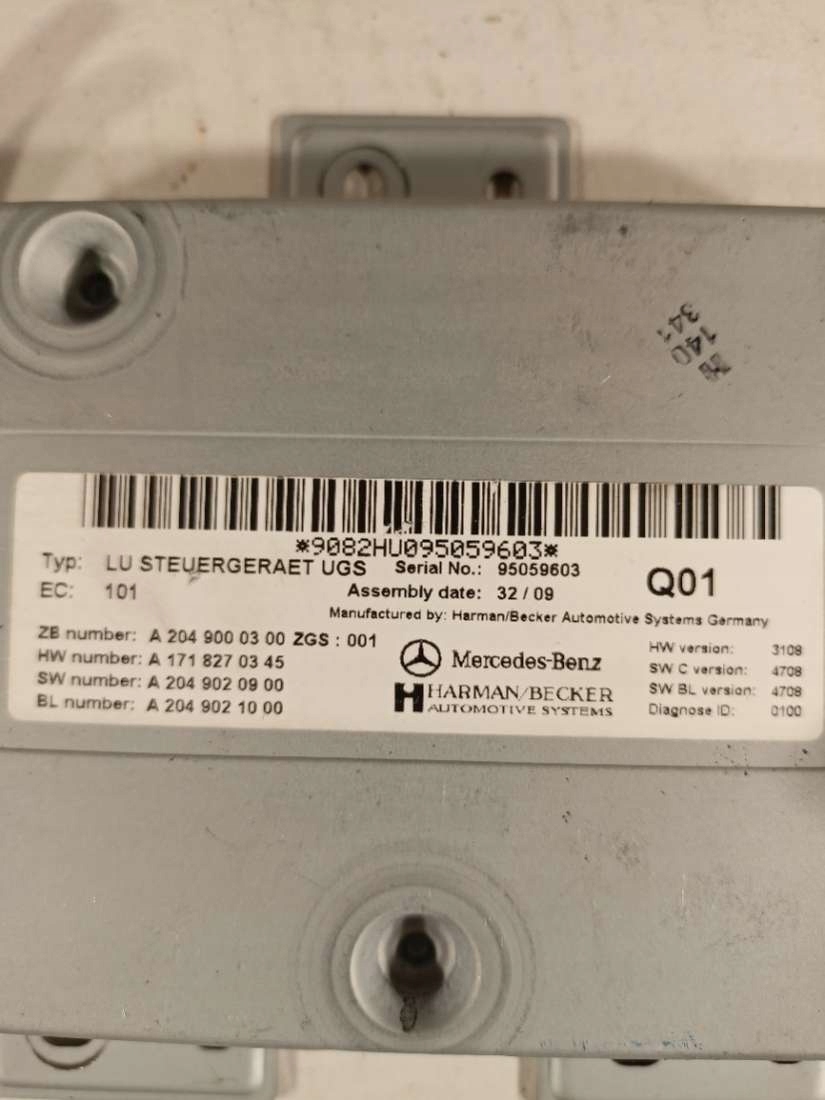 N
140
341
*9082HU095059603*
Typ: LU STEUERGERAET UGS Serial No.: 95059603 Q01
EC: 101 Assembly date: 32 / 09
Manufactured by: Harman/Becker Automotive Systems Germany
ZB number: A 204 900 03 00 ZGS : 001
HW number: A 171 827 03 45
SW number: A 204 902 09 00
BL number: A 204 902 10 00
Mercedes-Benz
HARMAN/BECKER
AUTOMOTIVE SYSTEMS
HW version: 3108
SW C version: 4708
SW BL version: 4708
Diagnose ID: 0100